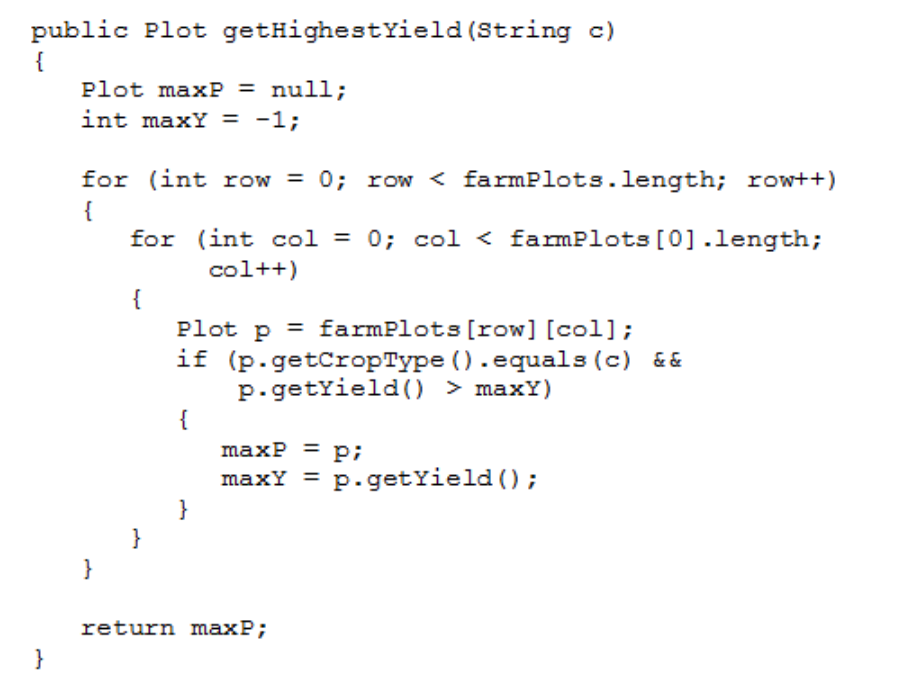 public Plot getHighestYield(String c)
{
   Plot maxP = null;
   int maxY = -1;

   for (int row = 0; row < farmPlots.length; row++)
   {
      for (int col = 0; col < farmPlots[0].length;
           col++)
      {
         Plot p = farmPlots[row][col];
         if (p.getCropType().equals(c) &&
             p.getYield() > maxY)
         {
            maxP = p;
            maxY = p.getYield();
         }
      }
   }

   return maxP;
}